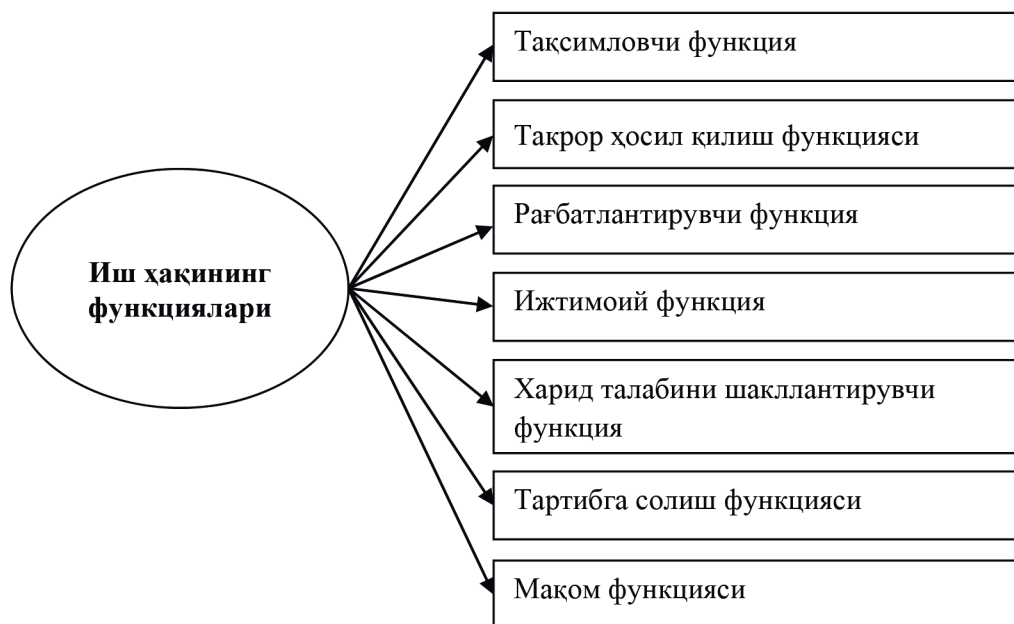 Иш ҳақининг
функциялари
Тақсимловчи функция
Такрор ҳосил қилиш функцияси
Рағбатлантирувчи функция
Ижтимоий функция
Харид талабини шакллантирувчи
функция
Тартибга солиш функцияси
Мақом функцияси